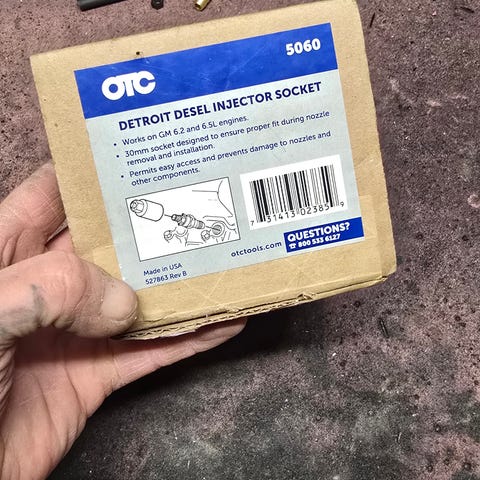 OTC
5060
DETROIT DESEL INJECTOR SOCKET
• Works on GM 6.2 and 6.5L engines.
• 30mm socket designed to ensure proper fit during nozzle
removal and installation.
• Permits easy access and prevents damage to nozzles and
other components.
7 31413 02385 9
Made in USA
527863 Rev B
otctools.com
QUESTIONS?
☎ 800 533 6127